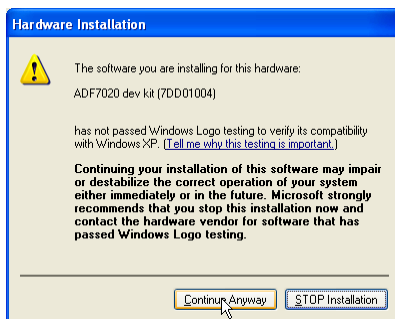 Hardware Installation
The software you are installing for this hardware:
ADF7020 dev kit (7DD01004)
has not passed Windows Logo testing to verify its compatibility
with Windows XP. (Tell me why this testing is important.)
Continuing your installation of this software may impair
or destabilize the correct operation of your system
either immediately or in the future. Microsoft strongly
recommends that you stop this installation now and
contact the hardware vendor for software that has
passed Windows Logo testing.
Continue Anyway STOP Installation